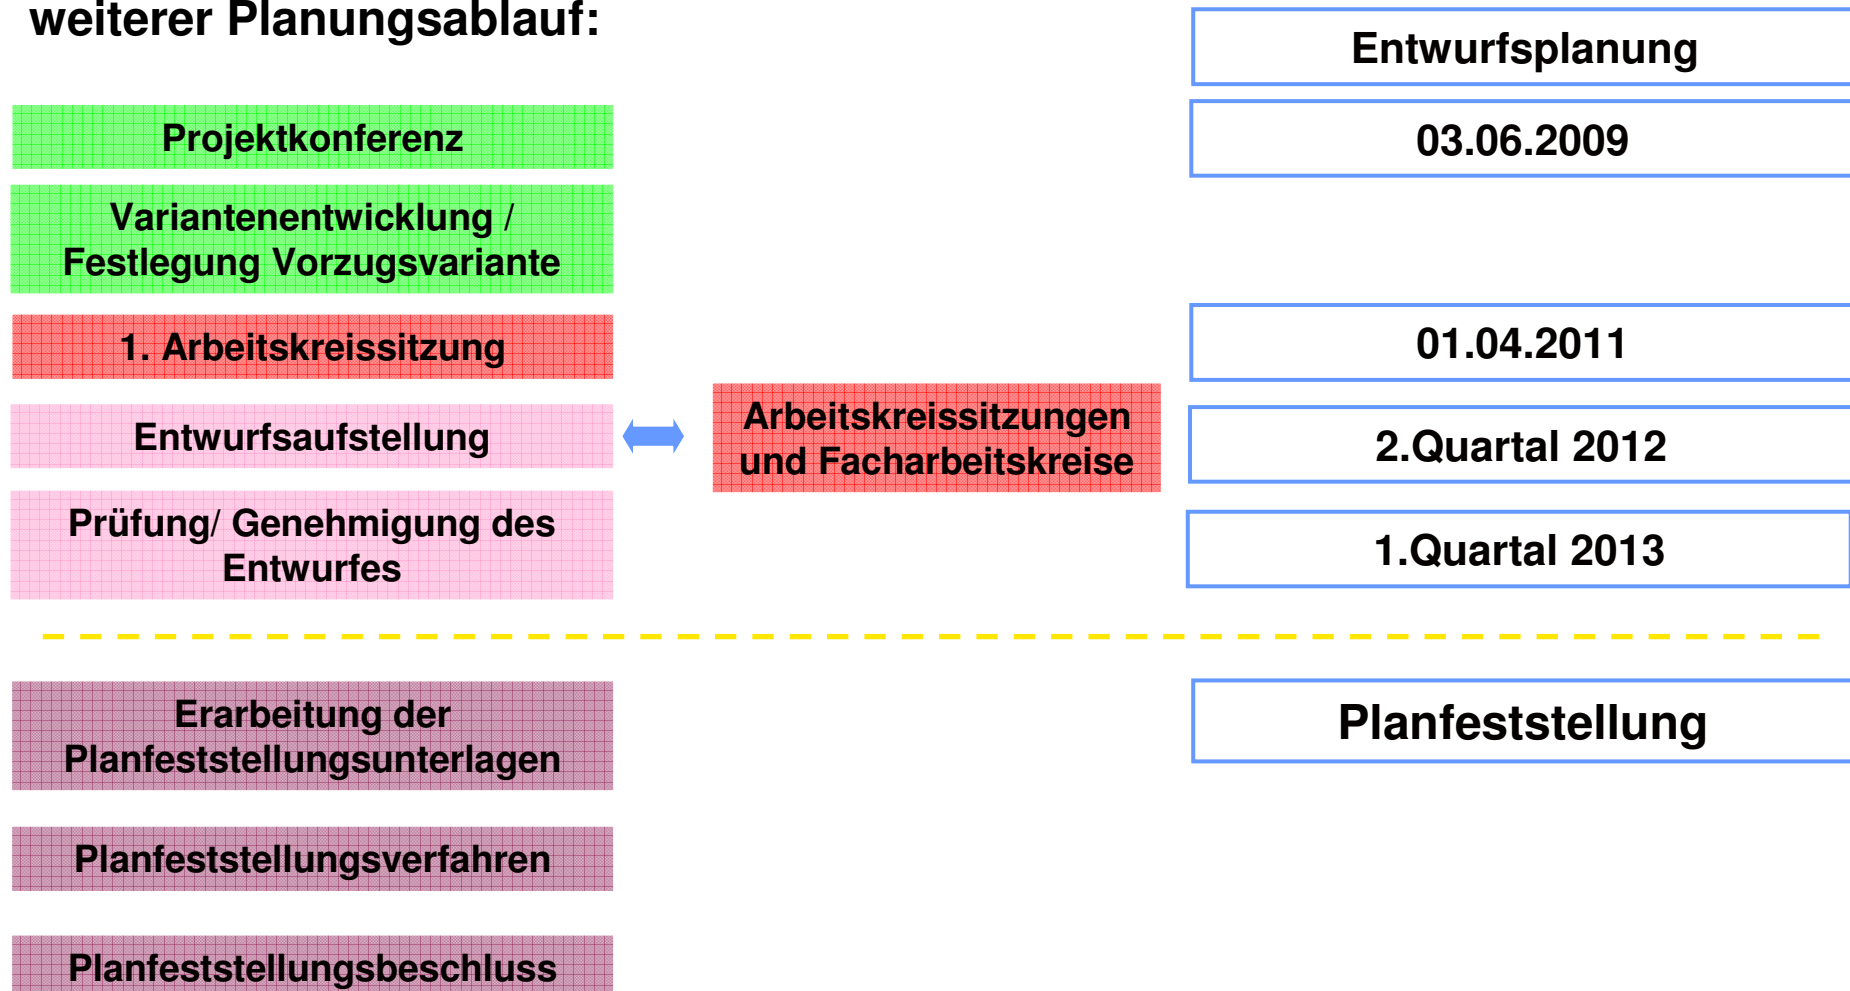 weiterer Planungsablauf:
Entwurfsplanung
Projektkonferenz
03.06.2009
Variantenentwicklung /
Festlegung Vorzugsvariante
1. Arbeitskreissitzung
01.04.2011
Entwurfsaufstellung
Arbeitskreissitzungen
und Facharbeitskreise
2.Quartal 2012
Prüfung/ Genehmigung des
Entwurfes
1.Quartal 2013
Erarbeitung der
Planfeststellungsunterlagen
Planfeststellung
Planfeststellungsverfahren
Planfeststellungsbeschluss